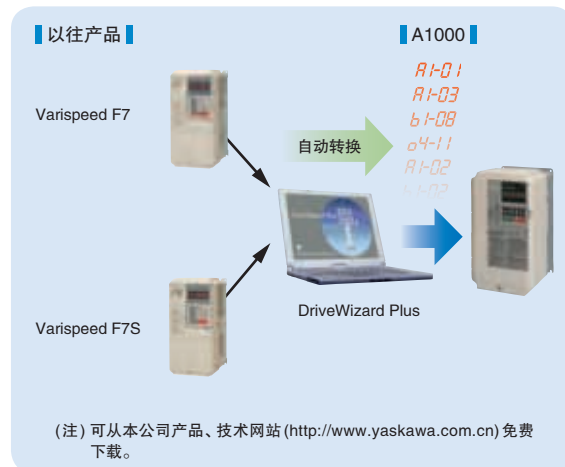 以往产品
A1000
A1-01
A1-03
b1-08
o4-11
A1-02
b1-02
Varispeed F7
自动转换
DriveWizard Plus
Varispeed F7S
(注) 可从本公司产品、技术网站(http://www.yaskawa.com.cn)免费
下载。